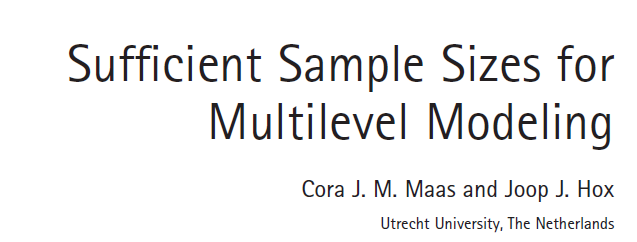 Sufficient Sample Sizes for
Multilevel Modeling
Cora J. M. Maas and Joop J. Hox
Utrecht University, The Netherlands